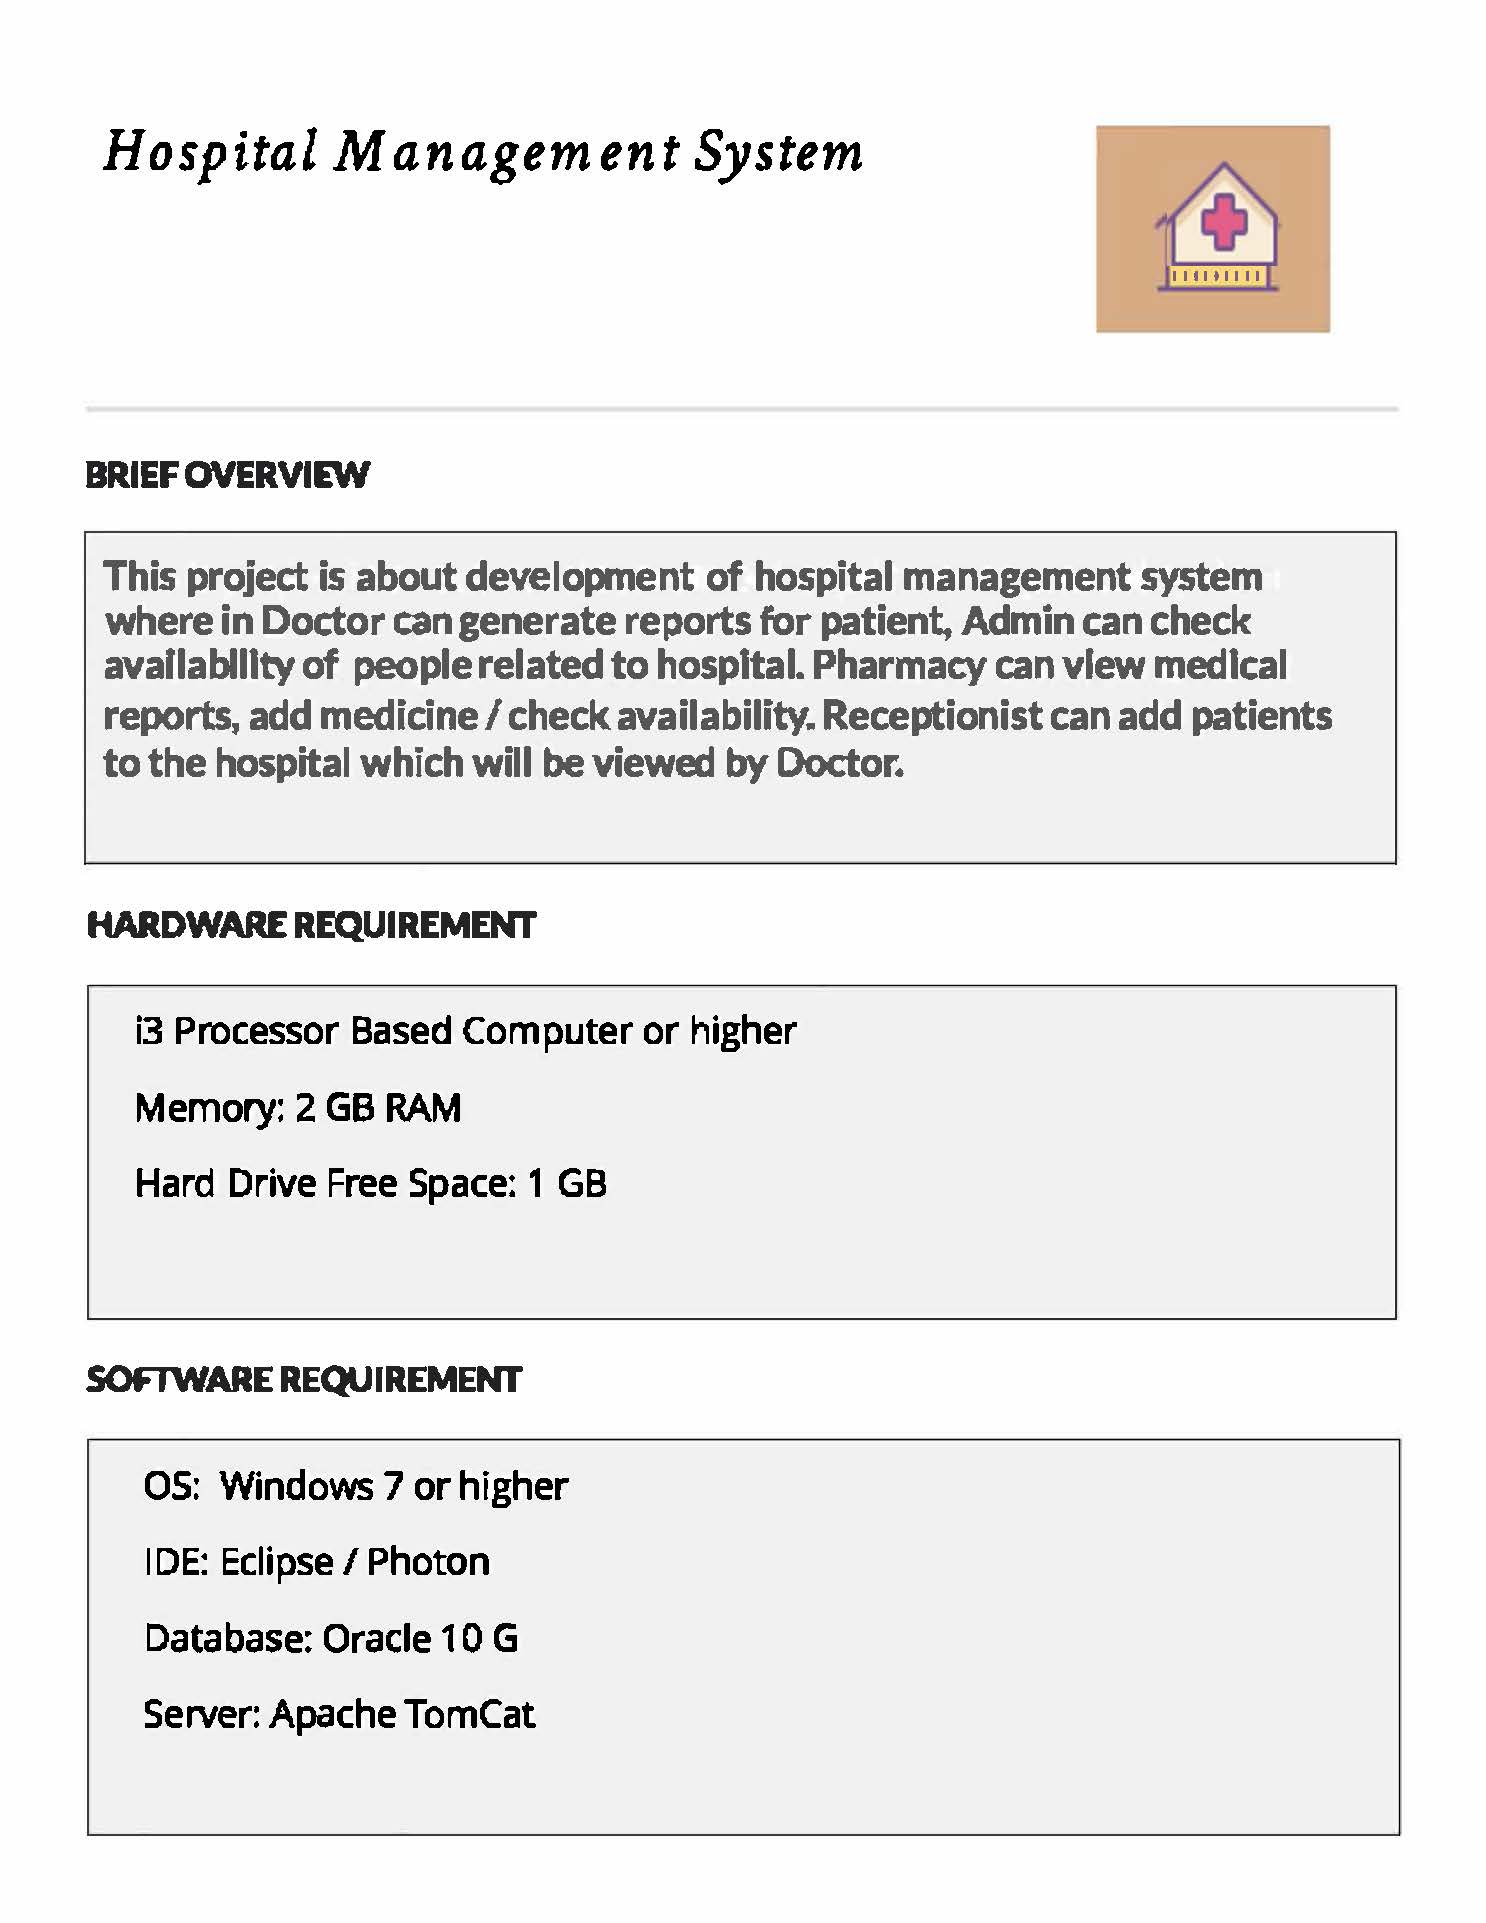 Hospital Management System
BRIEF OVERVIEW
This project is about development of hospital management system
where in Doctor can generate reports for patient, Admin can check
availability of people related to hospital. Pharmacy can view medical
reports, add medicine / check availability. Receptionist can add patients
to the hospital which will be viewed by Doctor.
HARDWARE REQUIREMENT
i3 Processor Based Computer or higher
Memory: 2 GB RAM
Hard Drive Free Space: 1 GB
SOFTWARE REQUIREMENT
OS: Windows 7 or higher
IDE: Eclipse / Photon
Database: Oracle 10 G
Server: Apache TomCat